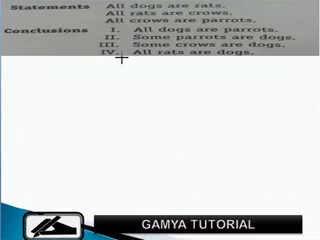 Statements All dogs are rats.
All rats are crows.
All crows are parrots.
Conclusions I. All dogs are parrots.
II. Some parrots are dogs.
III. Some crows are dogs.
IV. All rats are dogs.
GAMYA TUTORIAL